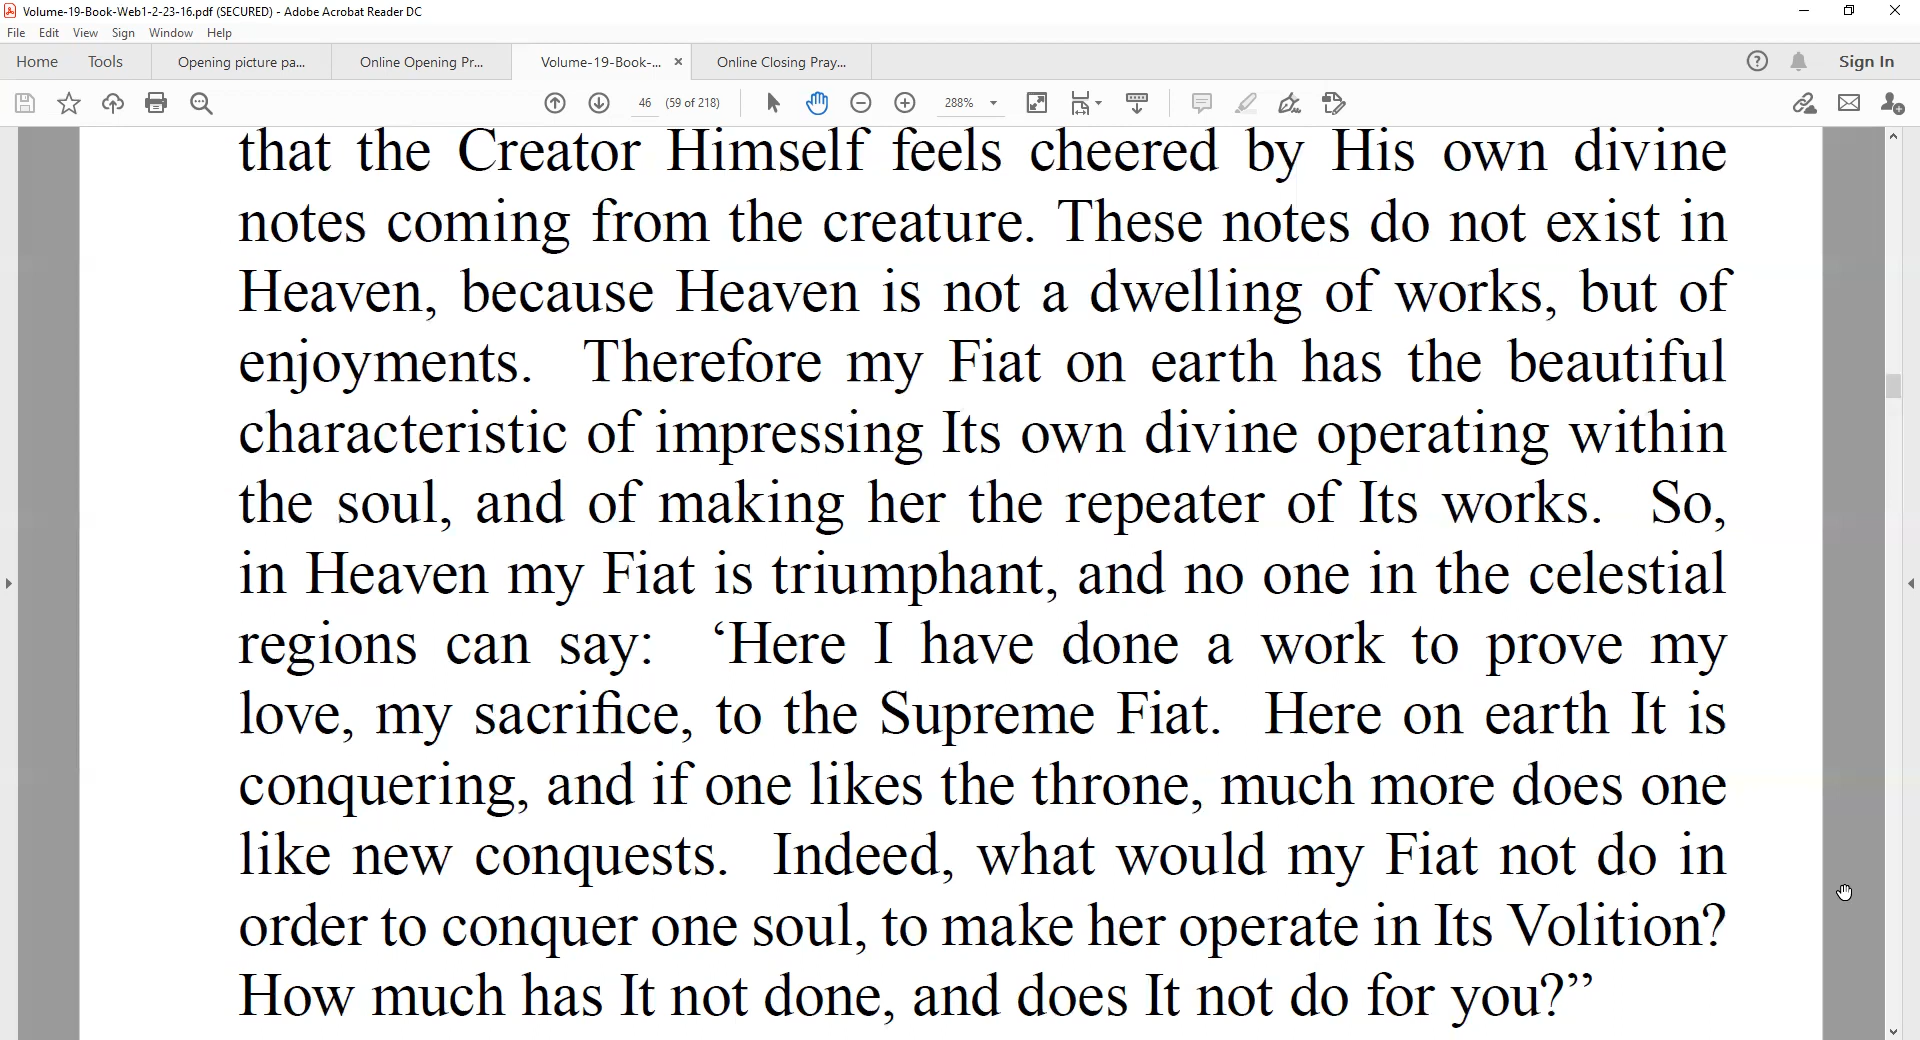 Volume-19-Book-Web1-2-23-16.pdf (SECURED) - Adobe Acrobat Reader DC
File Edit View Sign Window Help
Home Tools Opening picture pa... Online Opening Pr... Volume-19-Book-... × Online Closing Pray... Sign In
46 (59 of 218) 288%
that the Creator Himself feels cheered by His own divine
notes coming from the creature. These notes do not exist in
Heaven, because Heaven is not a dwelling of works, but of
enjoyments. Therefore my Fiat on earth has the beautiful
characteristic of impressing Its own divine operating within
the soul, and of making her the repeater of Its works. So,
in Heaven my Fiat is triumphant, and no one in the celestial
regions can say: ‘Here I have done a work to prove my
love, my sacrifice, to the Supreme Fiat. Here on earth It is
conquering, and if one likes the throne, much more does one
like new conquests. Indeed, what would my Fiat not do in
order to conquer one soul, to make her operate in Its Volition?
How much has It not done, and does It not do for you?”